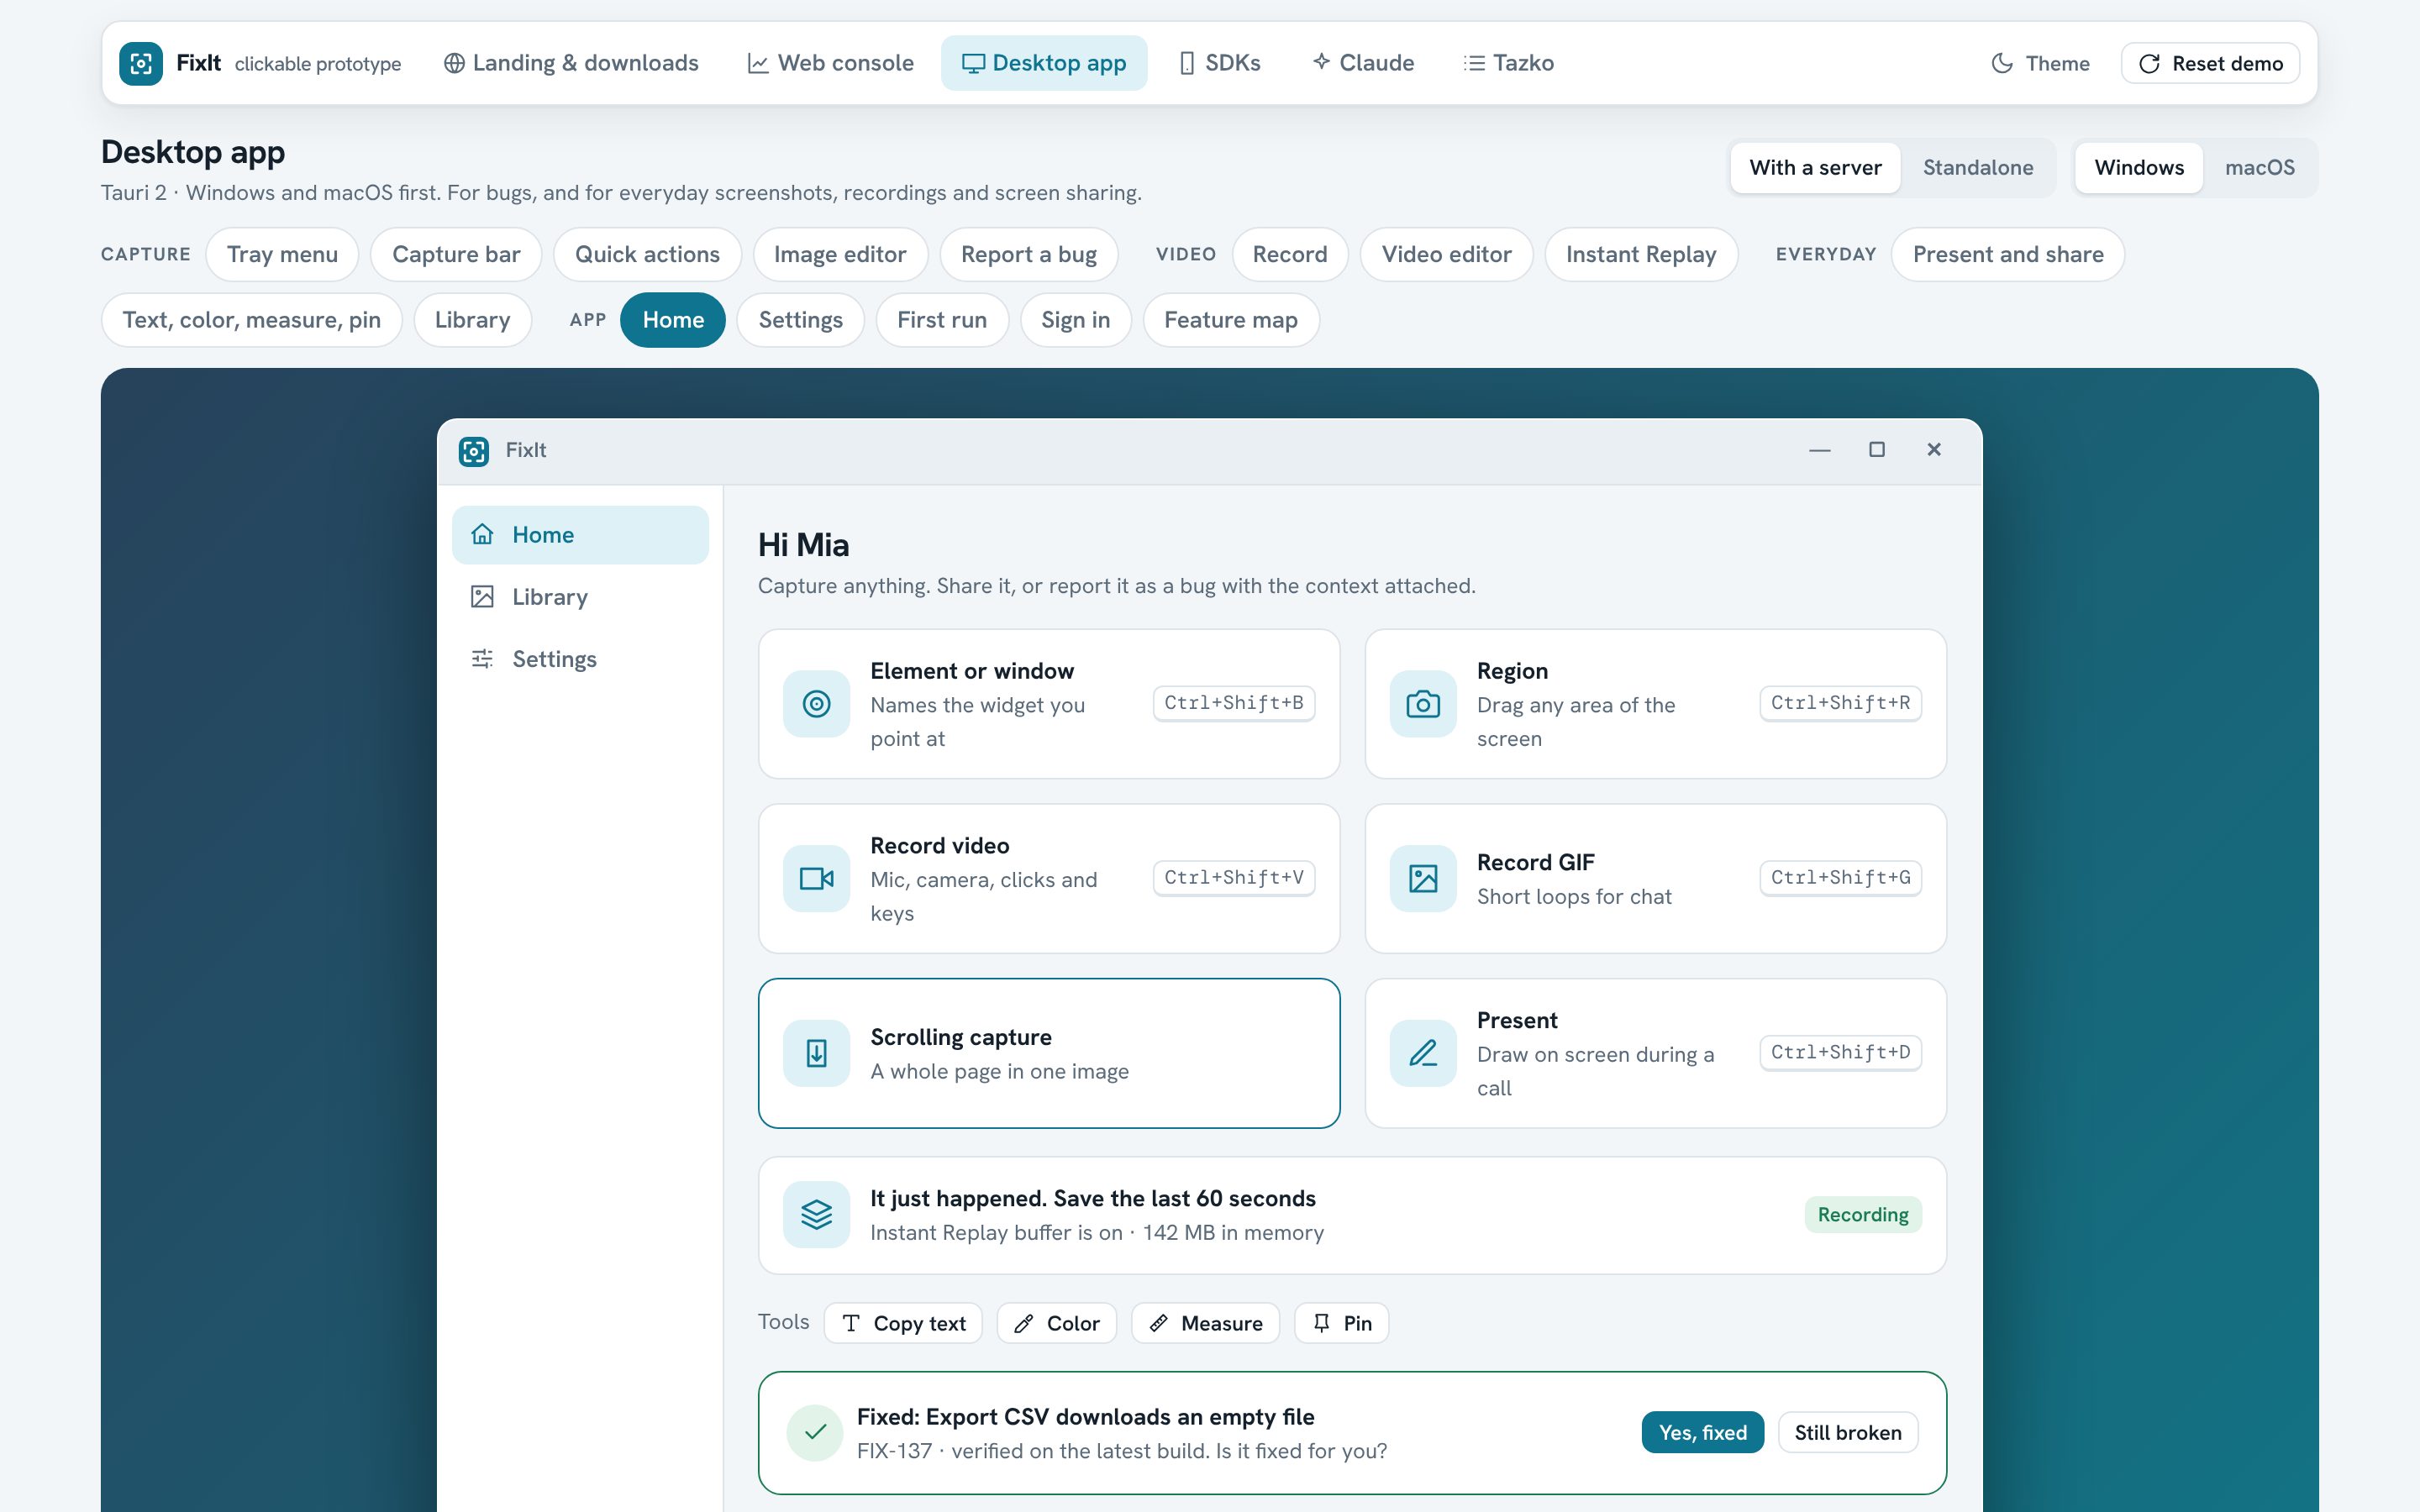 FixIt clickable prototype Landing & downloads Web console Desktop app SDKs Claude Tazko Theme Reset demo
Desktop app
Tauri 2 · Windows and macOS first. For bugs, and for everyday screenshots, recordings and screen sharing.
With a server Standalone Windows macOS
CAPTURE Tray menu Capture bar Quick actions Image editor Report a bug VIDEO Record Video editor Instant Replay EVERYDAY Present and share
Text, color, measure, pin Library APP Home Settings First run Sign in Feature map
FixIt
Home
Library
Settings
Hi Mia
Capture anything. Share it, or report it as a bug with the context attached.
Element or window
Names the widget you
point at
Ctrl+Shift+B
Region
Drag any area of the
screen
Ctrl+Shift+R
Record video
Mic, camera, clicks and
keys
Ctrl+Shift+V
Record GIF
Short loops for chat
Ctrl+Shift+G
Scrolling capture
A whole page in one image
Present
Draw on screen during a
call
Ctrl+Shift+D
It just happened. Save the last 60 seconds
Instant Replay buffer is on · 142 MB in memory
Recording
Tools Copy text Color Measure Pin
Fixed: Export CSV downloads an empty file
FIX-137 · verified on the latest build. Is it fixed for you?
Yes, fixed Still broken